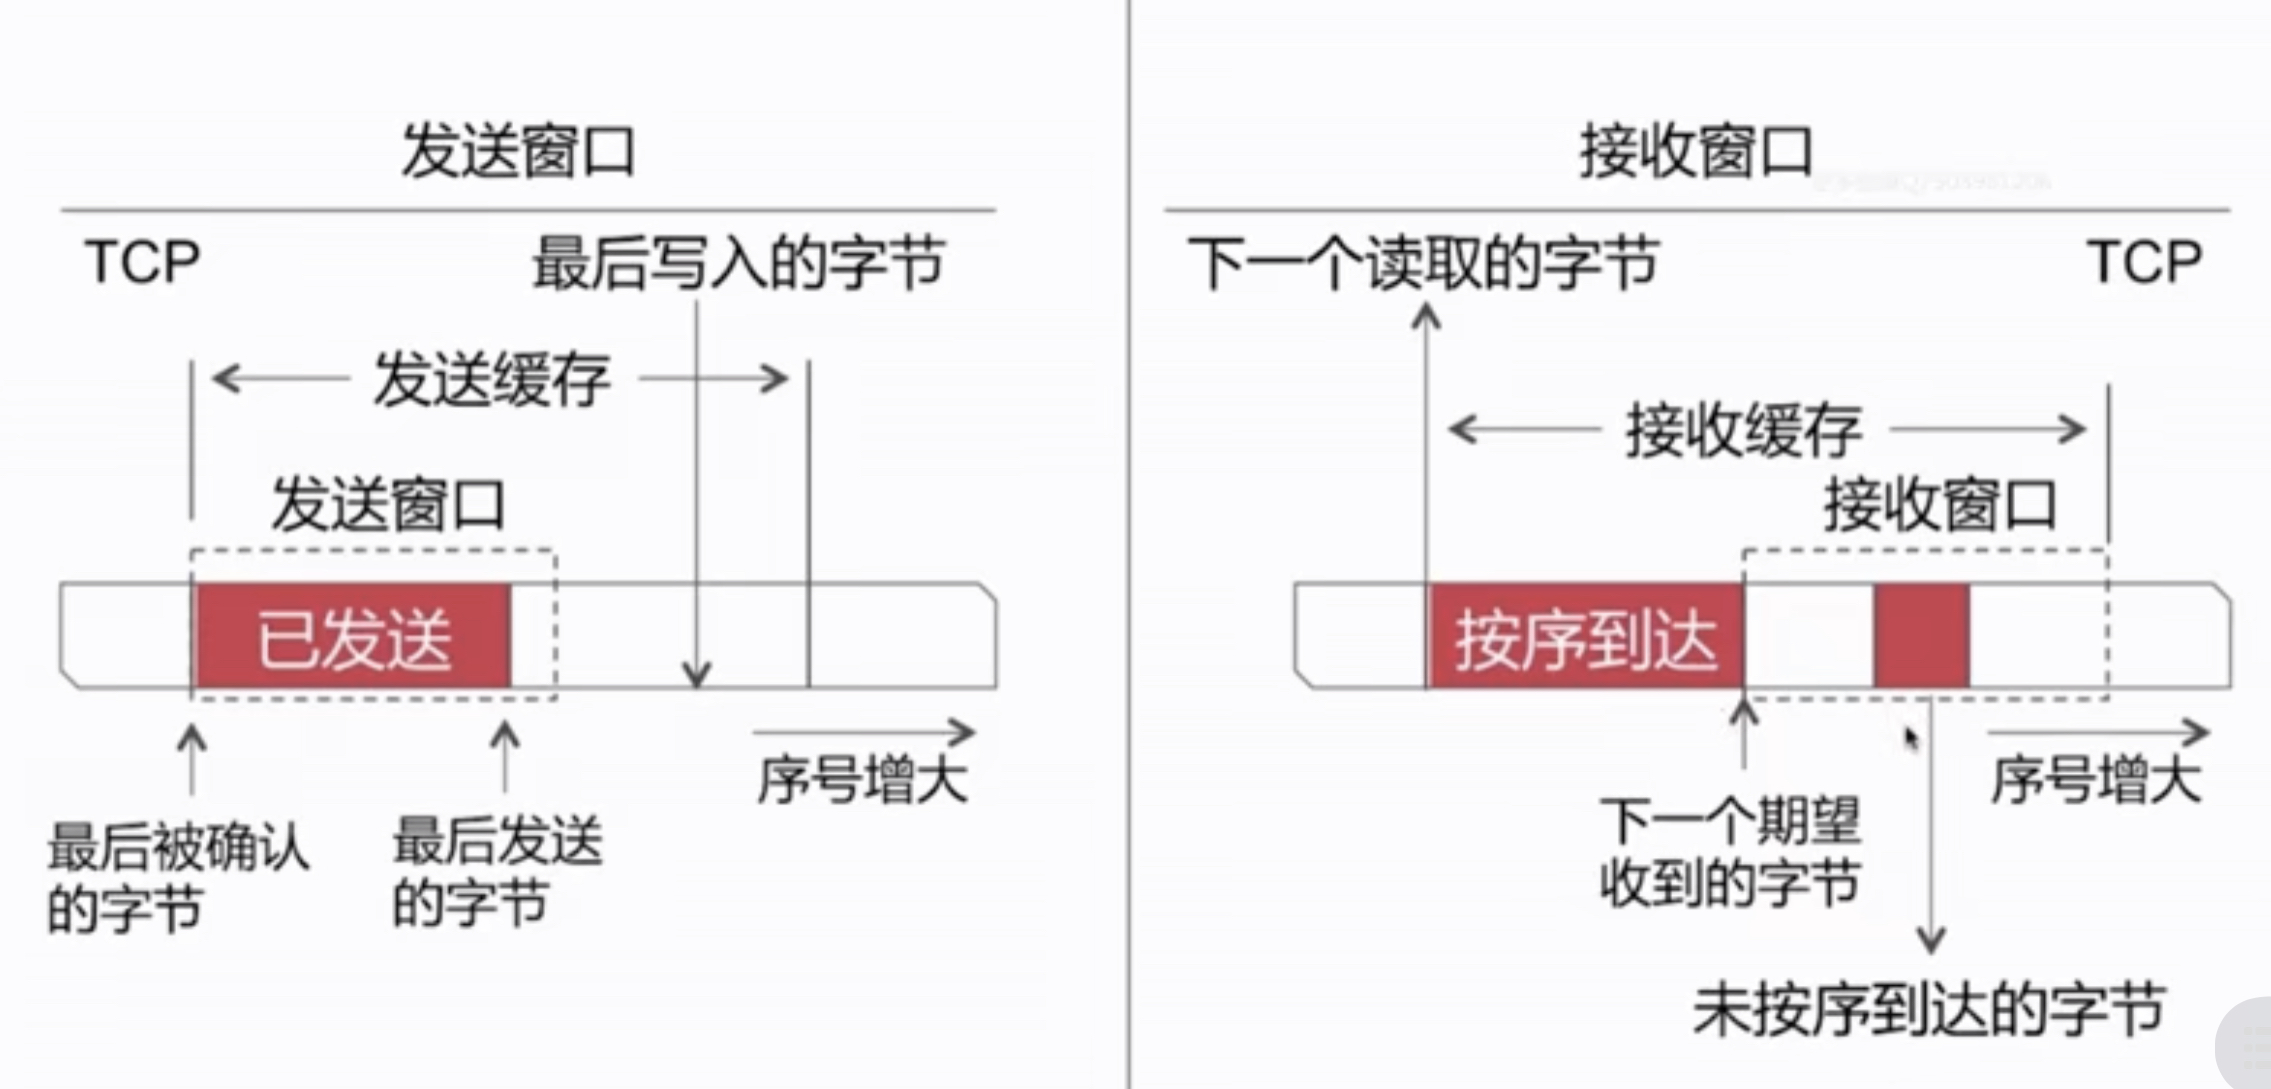 发送窗口
TCP
最后写入的字节
发送缓存
发送窗口
已发送
序号增大
最后被确认
的字节
最后发送
的字节
接收窗口
下一个读取的字节
TCP
接收缓存
接收窗口
按序到达
序号增大
下一个期望
收到的字节
未按序到达的字节